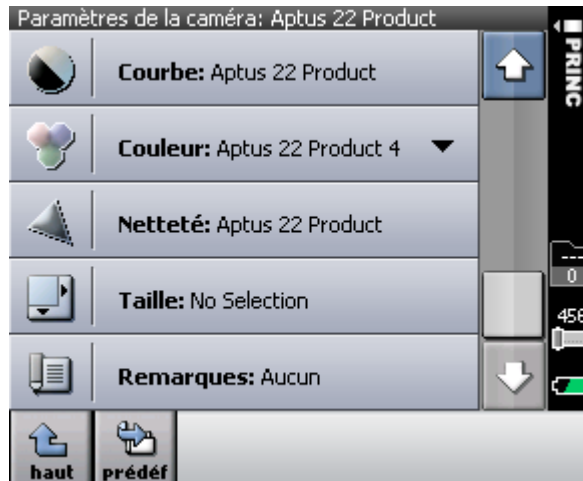 Paramètres de la caméra: Aptus 22 Product
Courbe: Aptus 22 Product
Couleur: Aptus 22 Product 4
Netteté: Aptus 22 Product
Taille: No Selection
Remarques: Aucun
haut
prédéf
PRINC
---
0
456